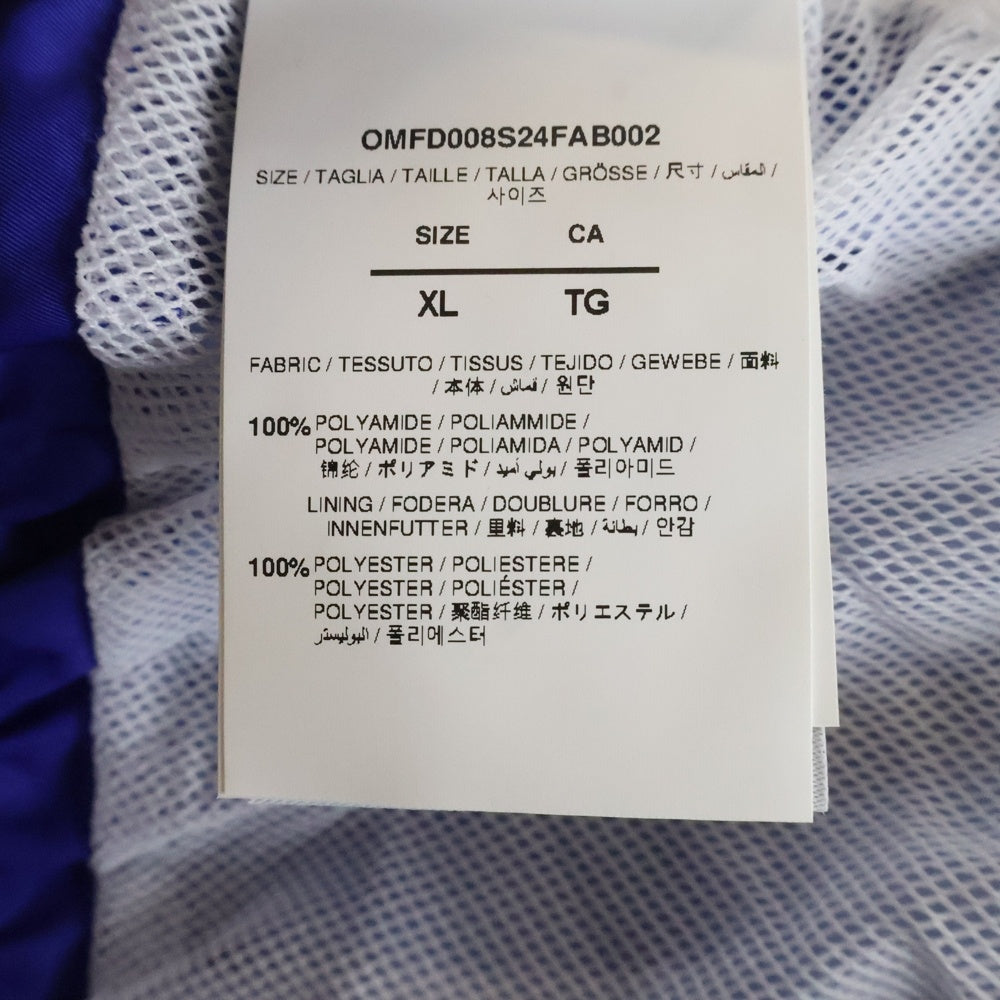 OMFD008S24FAB002
SIZE / TAGLIA / TAILLE / TALLA / GRÖSSE / 尺寸 / المقاس /
사이즈
SIZE CA
XL TG
FABRIC / TESSUTO / TISSUS / TEJIDO / GEWEBE / 面料
/ 本体 / قماش / 원단
100% POLYAMIDE / POLIAMMIDE /
POLYAMIDE / POLIAMIDA / POLYAMID /
锦纶 / ポリアミド / بولي أميد / 폴리아미드
LINING / FODERA / DOUBLURE / FORRO /
INNENFUTTER / 里料 / 裏地 / بطانة / 안감
100% POLYESTER / POLIESTERE /
POLYESTER / POLIÉSTER /
POLYESTER / 聚酯纤维 / ポリエステル /
البوليستر / 폴리에스터